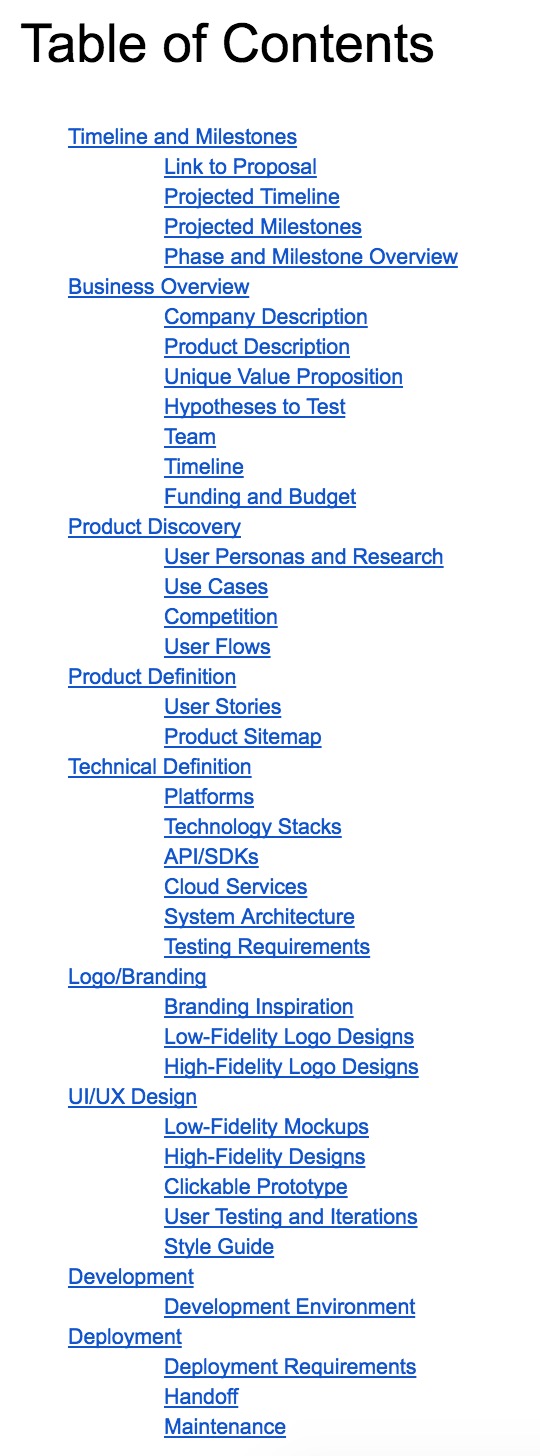 Table of Contents
Timeline and Milestones
Link to Proposal
Projected Timeline
Projected Milestones
Phase and Milestone Overview
Business Overview
Company Description
Product Description
Unique Value Proposition
Hypotheses to Test
Team
Timeline
Funding and Budget
Product Discovery
User Personas and Research
Use Cases
Competition
User Flows
Product Definition
User Stories
Product Sitemap
Technical Definition
Platforms
Technology Stacks
API/SDKs
Cloud Services
System Architecture
Testing Requirements
Logo/Branding
Branding Inspiration
Low-Fidelity Logo Designs
High-Fidelity Logo Designs
UI/UX Design
Low-Fidelity Mockups
High-Fidelity Designs
Clickable Prototype
User Testing and Iterations
Style Guide
Development
Development Environment
Deployment
Deployment Requirements
Handoff
Maintenance